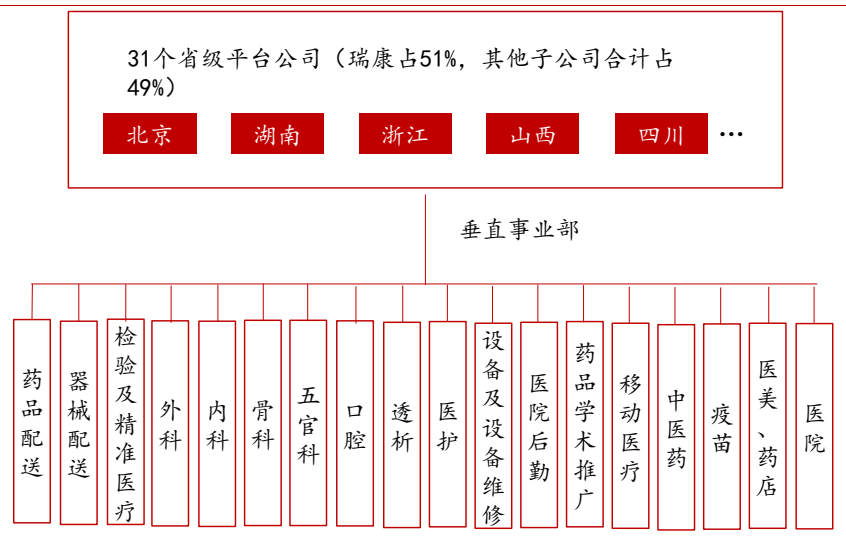 31个省级平台公司（瑞康占51%，其他子公司合计占
49%）
北京
湖南
浙江
山西
四川
…
垂直事业部
药品配送
器械配送
检验及精准医疗
外科
内科
骨科
五官科
口腔
透析
医护
设备及设备维修
医院后勤
药品学术推广
移动医疗
中医药
疫苗
医美、药店
医院